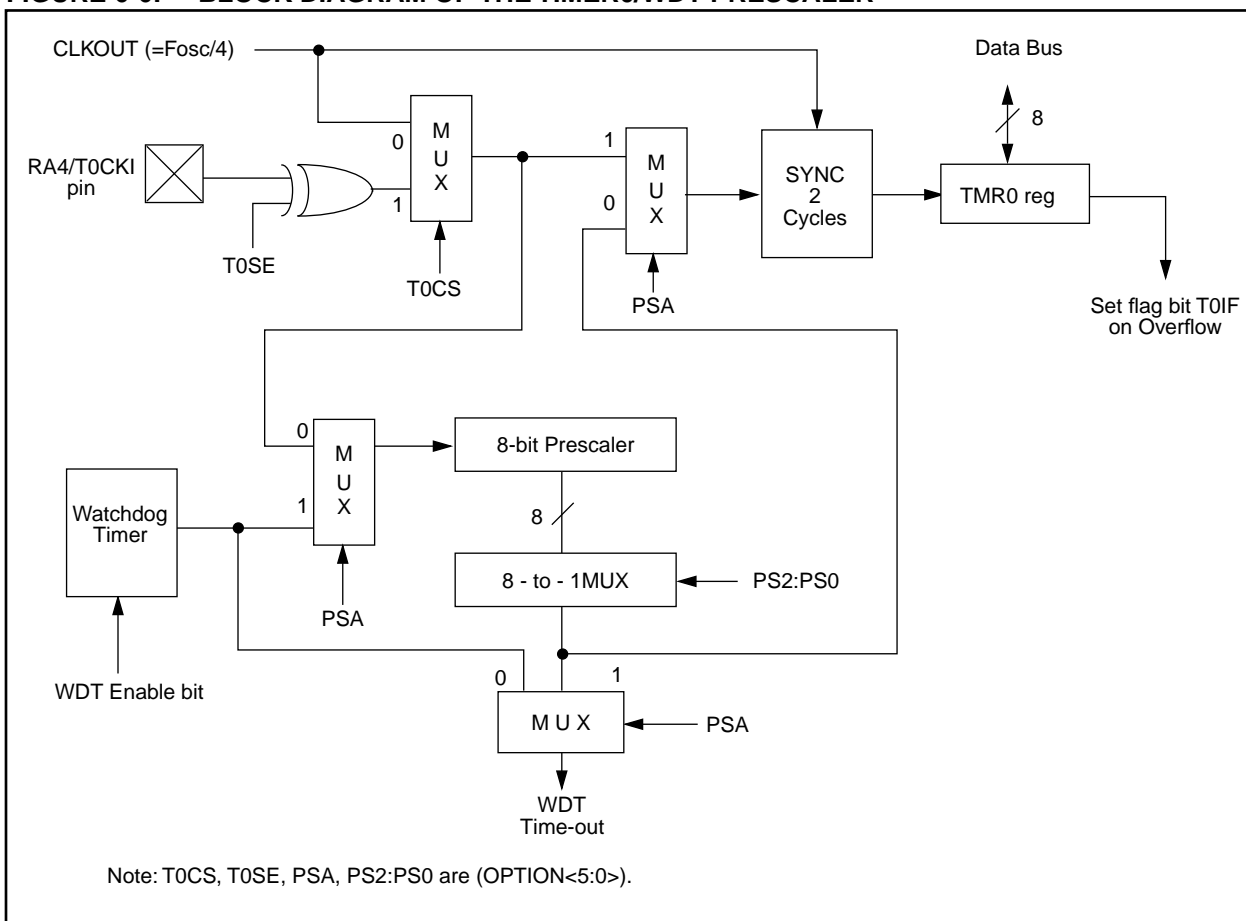 CLKOUT (=Fosc/4)
Data Bus
8
M
U
X
0
1
RA4/T0CKI
pin
T0SE
T0CS
M
U
X
1
0
PSA
SYNC
2
Cycles
TMR0 reg
Set flag bit T0IF
on Overflow
0
1
M
U
X
8-bit Prescaler
Watchdog
Timer
8
PSA
8 - to - 1MUX
PS2:PS0
WDT Enable bit
0
1
M U X
PSA
WDT
Time-out
Note: T0CS, T0SE, PSA, PS2:PS0 are (OPTION<5:0>).